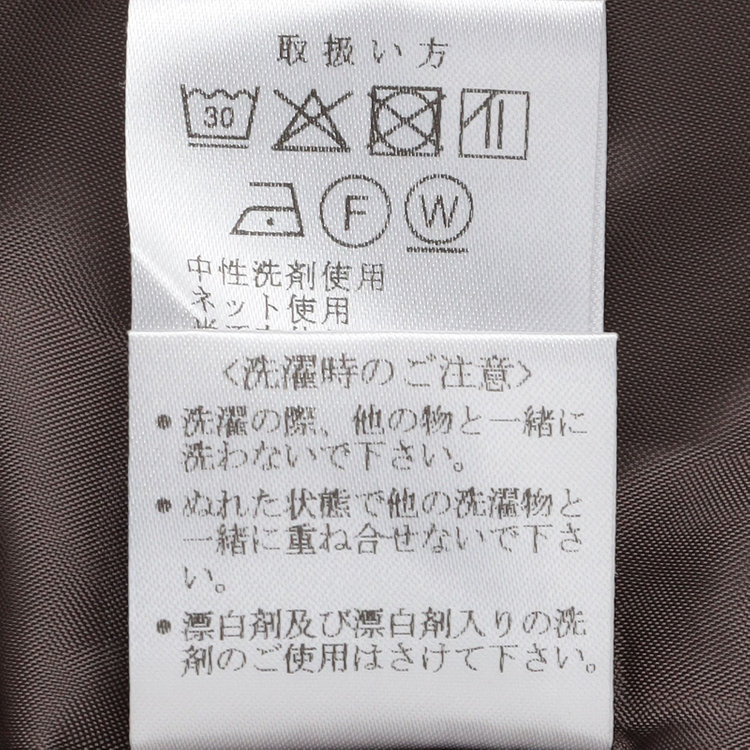 取扱い方
30
F W
中性洗剤使用
ネット使用
<洗濯時のご注意>
●洗濯の際、他の物と一緒に
洗わないで下さい。
●ぬれた状態で他の洗濯物と
一緒に重ね合せないで下さ
い。
●漂白剤及び漂白剤入りの洗
剤のご使用はさけて下さい。